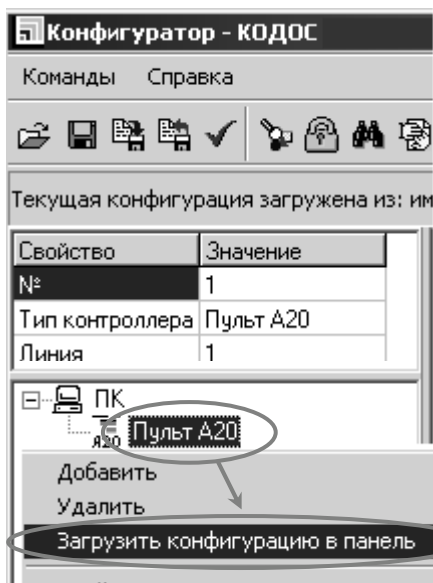 Конфигуратор - КОДОС
Команды Справка
Текущая конфигурация загружена из: им
Свойство Значение
№ 1
Тип контроллера Пульт А20
Линия 1
ПК
А20 Пульт А20
Добавить
Удалить
Загрузить конфигурацию в панель